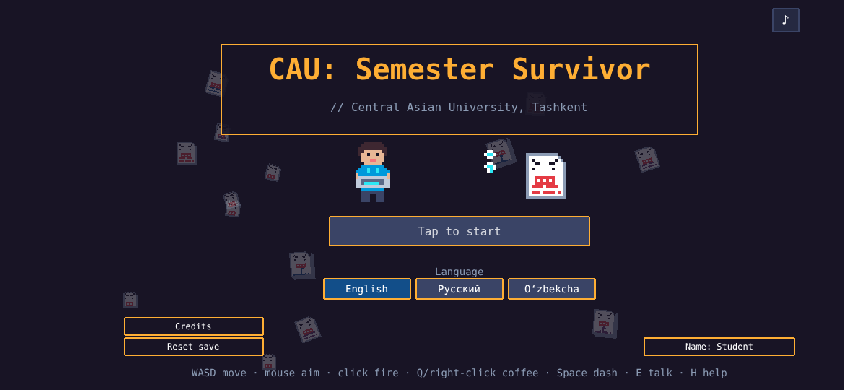 ♪
CAU: Semester Survivor
// Central Asian University, Tashkent
Tap to start
Language
English Русский Oʻzbekcha
Credits
Reset save
Name: Student
WASD move · mouse aim · click fire · Q/right-click coffee · Space dash · E talk · H help